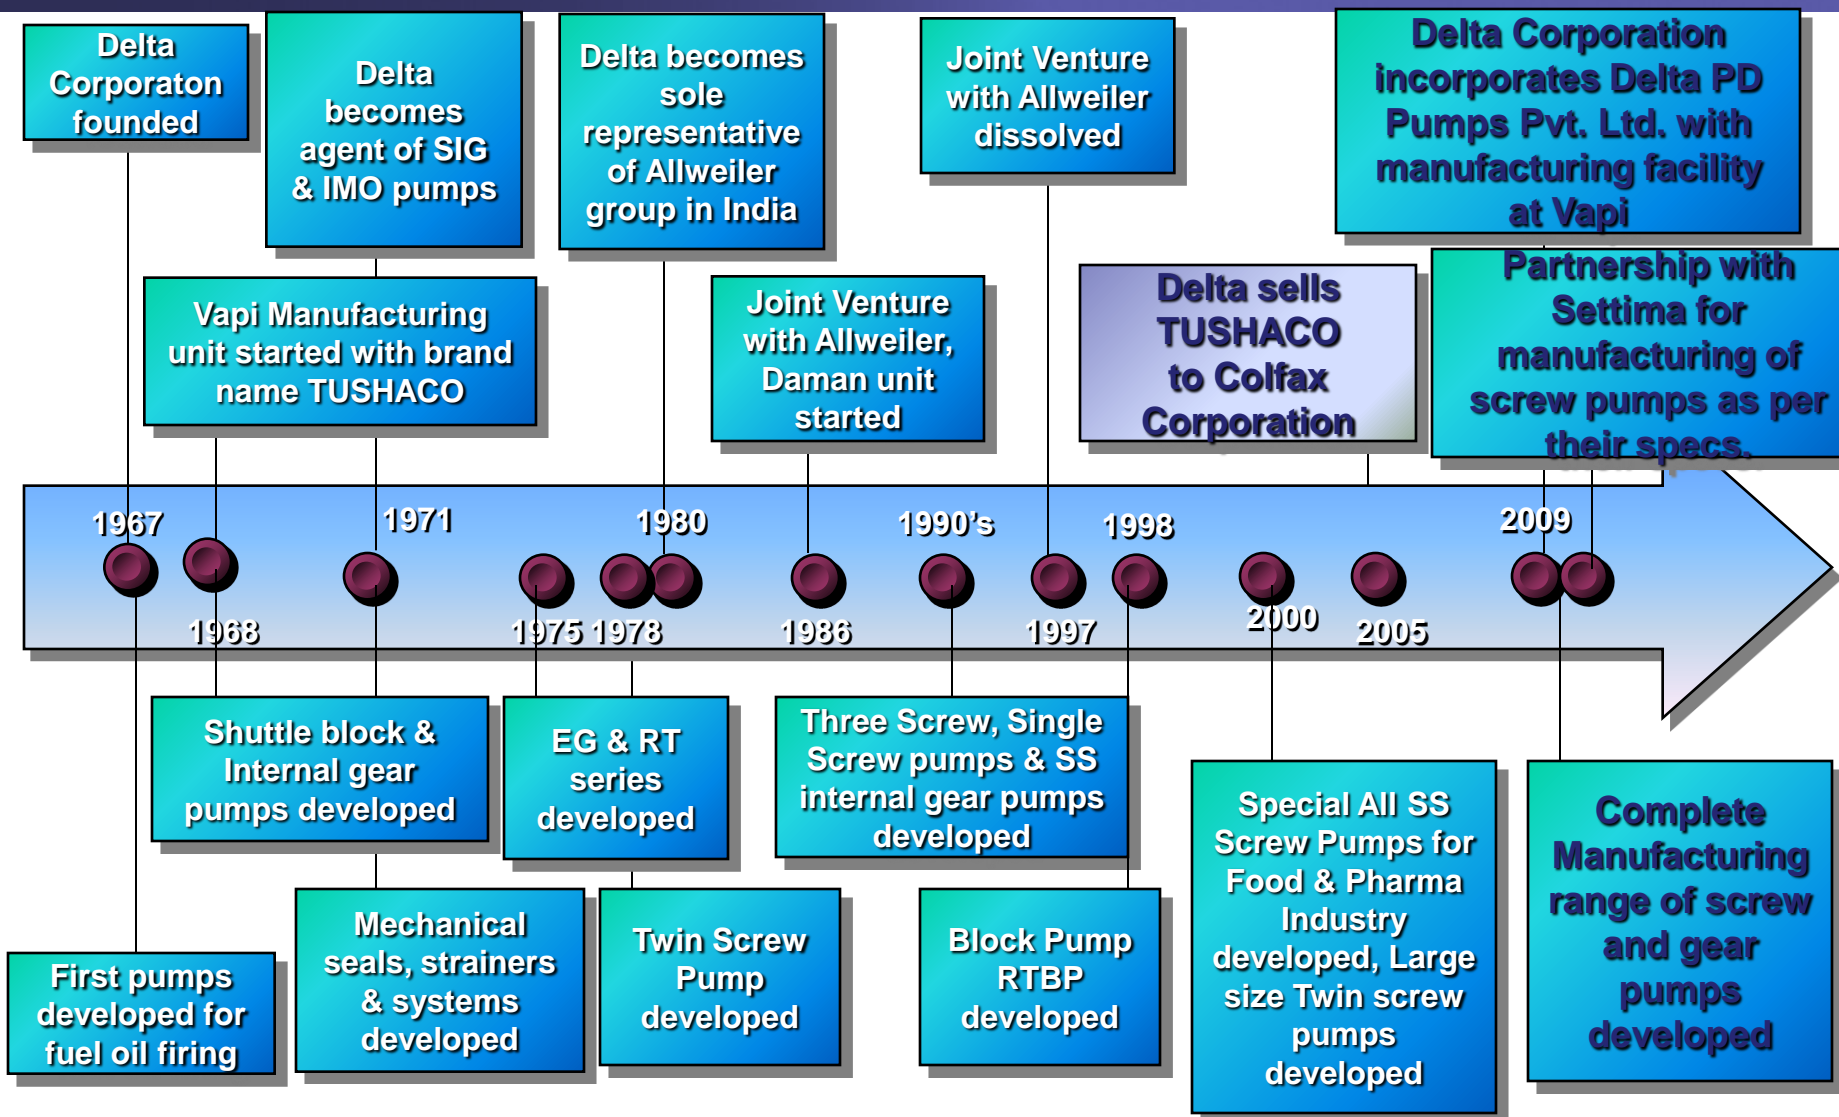 Delta
Corporaton
founded
Delta
becomes
agent of SIG
& IMO pumps
Delta becomes
sole
representative
of Allweiler
group in India
Joint Venture
with Allweiler
dissolved
Delta Corporation
incorporates Delta PD
Pumps Pvt. Ltd. with
manufacturing facility
at Vapi
Vapi Manufacturing
unit started with brand
name TUSHACO
Joint Venture
with Allweiler,
Daman unit
started
Delta sells
TUSHACO
to Colfax
Corporation
Partnership with
Settima for
manufacturing of
screw pumps as per
their specs.
1967
1971
1980
1990's
1998
2009
1968
1975
1978
1986
1997
2000
2005
Shuttle block &
Internal gear
pumps developed
EG & RT
series
developed
Three Screw, Single
Screw pumps & SS
internal gear pumps
developed
Special All SS
Screw Pumps for
Food & Pharma
Industry
developed, Large
size Twin screw
pumps
developed
Complete
Manufacturing
range of screw
and gear
pumps
developed
First pumps
developed for
fuel oil firing
Mechanical
seals, strainers
& systems
developed
Twin Screw
Pump
developed
Block Pump
RTBP
developed